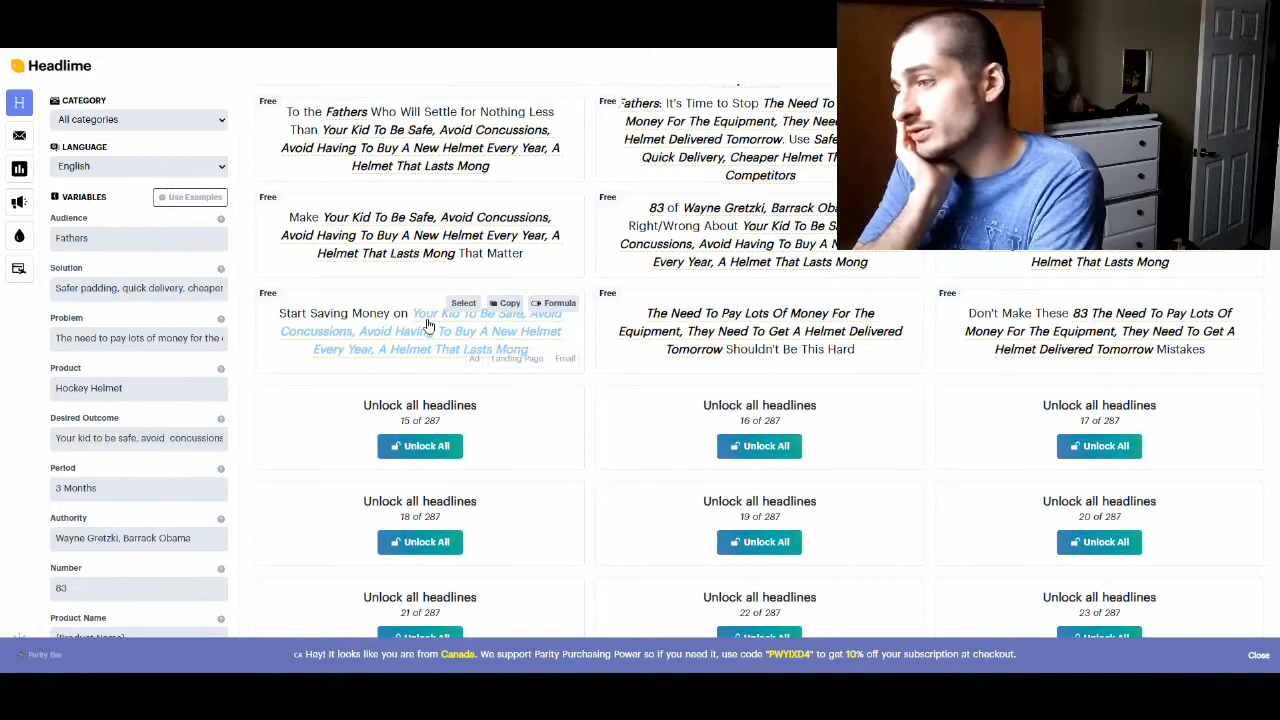 Headlime
H
CATEGORY
All categories
LANGUAGE
English
VARIABLES
Use Examples
Audience
Fathers
Solution
Safer padding, quick delivery, cheaper
Problem
The need to pay lots of money for the
Product
Hockey Helmet
Desired Outcome
Your kid to be safe, avoid concussions
Period
3 Months
Authority
Wayne Gretzki, Barrack Obama
Number
83
Product Name
Free
To the Fathers Who Will Settle for Nothing Less
Than Your Kid To Be Safe, Avoid Concussions,
Avoid Having To Buy A New Helmet Every Year, A
Helmet That Lasts Mong
Free
Fathers: It's Time to Stop The Need To
Money For The Equipment, They Need
Helmet Delivered Tomorrow. Use Safe
Quick Delivery, Cheaper Helmet Th
Competitors
Free
Make Your Kid To Be Safe, Avoid Concussions,
Avoid Having To Buy A New Helmet Every Year, A
Helmet That Lasts Mong That Matter
Free
83 of Wayne Gretzki, Barrack Oba
Right/Wrong About Your Kid To Be S
Concussions, Avoid Having To Buy A N
Every Year, A Helmet That Lasts Mong
Helmet That Lasts Mong
Free
Select
Copy
Formula
Start Saving Money on Your Kid To Be Safe, Avoid
Concussions, Avoid Having To Buy A New Helmet
Every Year, A Helmet That Lasts Mong
Ad
Landing Page
Email
Free
The Need To Pay Lots Of Money For The
Equipment, They Need To Get A Helmet Delivered
Tomorrow Shouldn't Be This Hard
Free
Don't Make These 83 The Need To Pay Lots Of
Money For The Equipment, They Need To Get A
Helmet Delivered Tomorrow Mistakes
Unlock all headlines
15 of 287
Unlock All
Unlock all headlines
16 of 287
Unlock All
Unlock all headlines
17 of 287
Unlock All
Unlock all headlines
18 of 287
Unlock All
Unlock all headlines
19 of 287
Unlock All
Unlock all headlines
20 of 287
Unlock All
Unlock all headlines
21 of 287
Unlock all headlines
22 of 287
Unlock all headlines
23 of 287
Parity Bar
CA Hey! It looks like you are from Canada. We support Parity Purchasing Power so if you need it, use code "PWYIXD4" to get 10% off your subscription at checkout.
Close